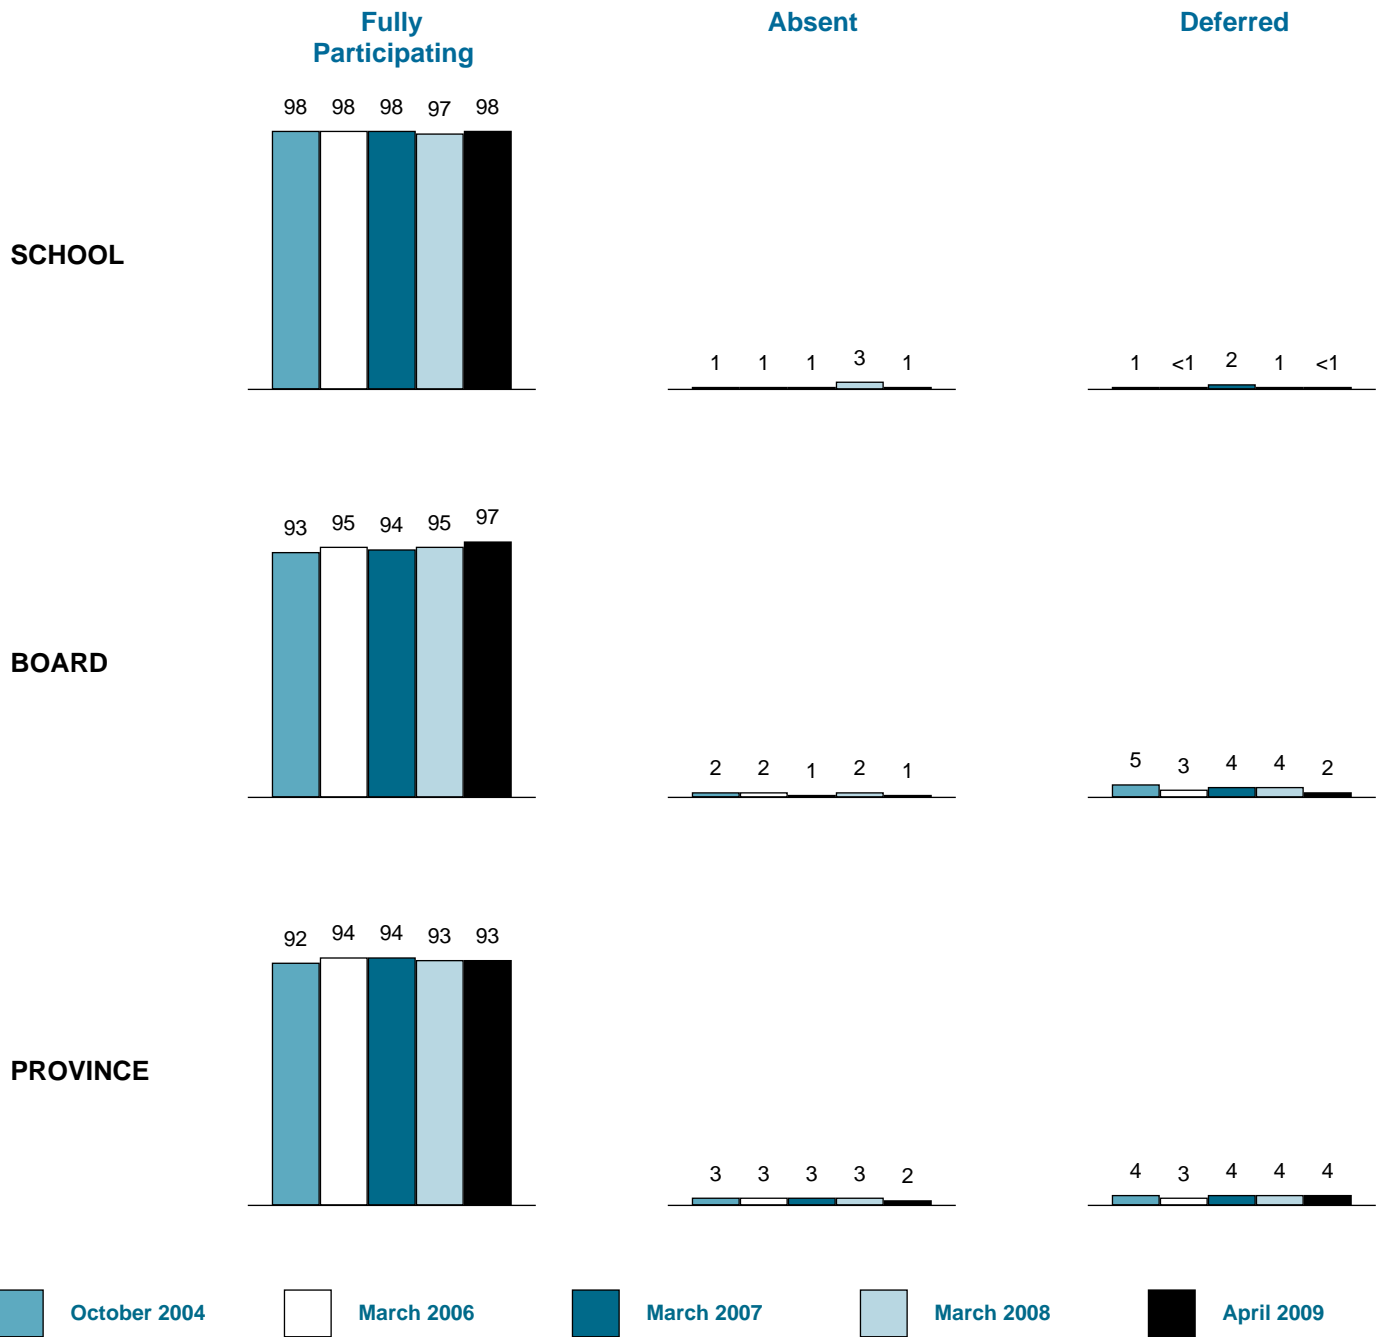 Fully
Participating
Absent
Deferred
98 98 98 97 98
SCHOOL
1 1 1 3 1
1 <1 2 1 <1
93 95 94 95 97
BOARD
2 2 1 2 1
5 3 4 4 2
92 94 94 93 93
PROVINCE
3 3 3 3 2
4 3 4 4 4
October 2004
March 2006
March 2007
March 2008
April 2009